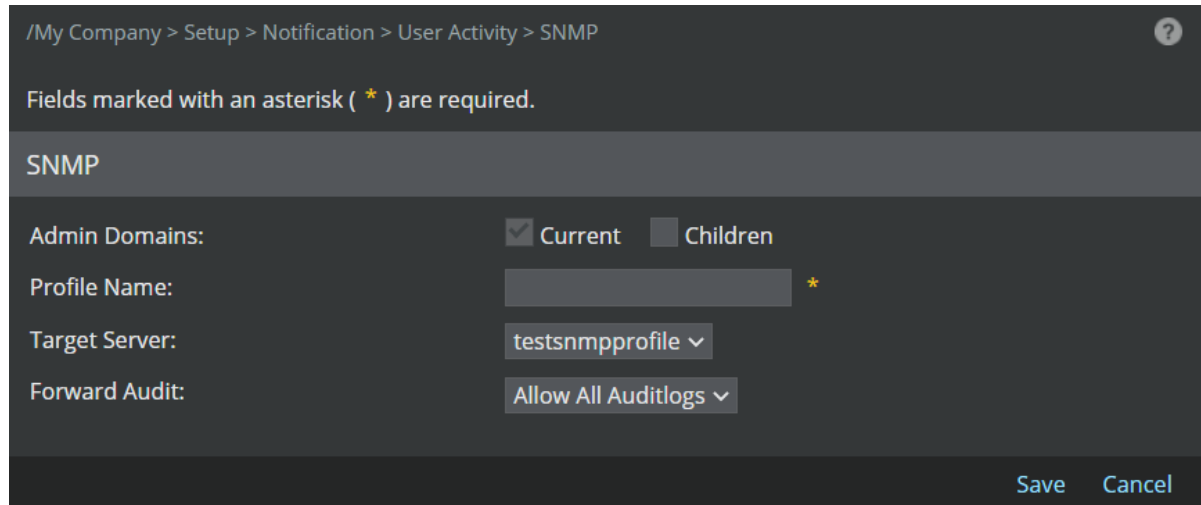 /My Company > Setup > Notification > User Activity > SNMP
?
Fields marked with an asterisk ( * ) are required.
SNMP
Admin Domains: Current Children
Profile Name: *
Target Server: testsnmpprofile
Forward Audit: Allow All Auditlogs
Save Cancel